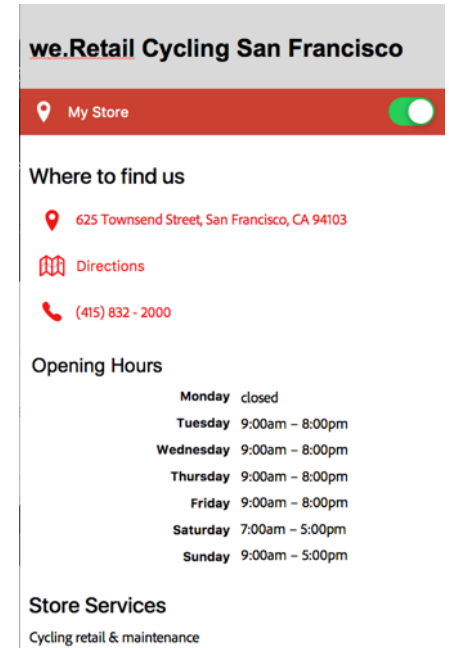 we.Retail Cycling San Francisco
My Store
Where to find us
625 Townsend Street, San Francisco, CA 94103
Directions
(415) 832 - 2000
Opening Hours
Monday closed
Tuesday 9:00am – 8:00pm
Wednesday 9:00am – 8:00pm
Thursday 9:00am – 8:00pm
Friday 9:00am – 8:00pm
Saturday 7:00am – 5:00pm
Sunday 9:00am – 5:00pm
Store Services
Cycling retail & maintenance